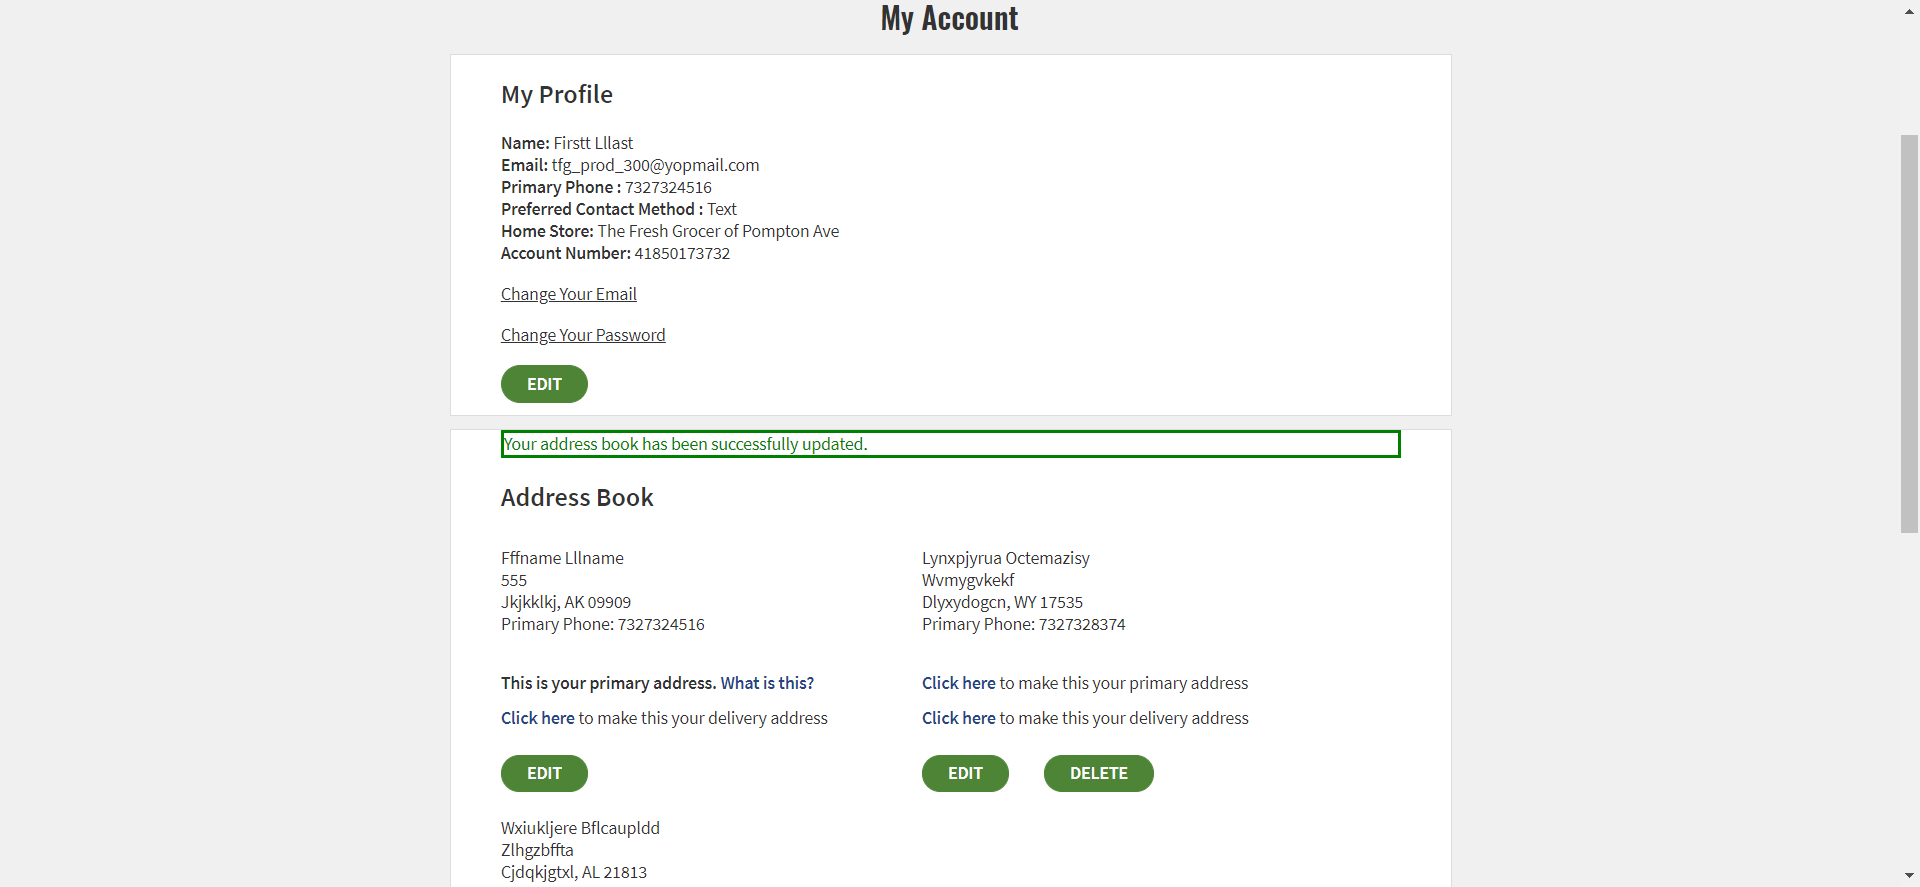 My Account
My Profile
Name: Firstt Lllast
Email: tfg_prod_300@yopmail.com
Primary Phone : 7327324516
Preferred Contact Method : Text
Home Store: The Fresh Grocer of Pompton Ave
Account Number: 41850173732
Change Your Email
Change Your Password
EDIT
Your address book has been successfully updated.
Address Book
Fffname Lllname
555
Jkjkklkj, AK 09909
Primary Phone: 7327324516
This is your primary address. What is this?
Click here to make this your delivery address
EDIT
Lynxpjyrua Octemazisy
Wvmygvkekf
Dlyxydogcn, WY 17535
Primary Phone: 7327328374
Click here to make this your primary address
Click here to make this your delivery address
EDIT DELETE
Wxiukljere Bflcaupldd
Zlhgzbffta
Cjdqkjgtxl, AL 21813